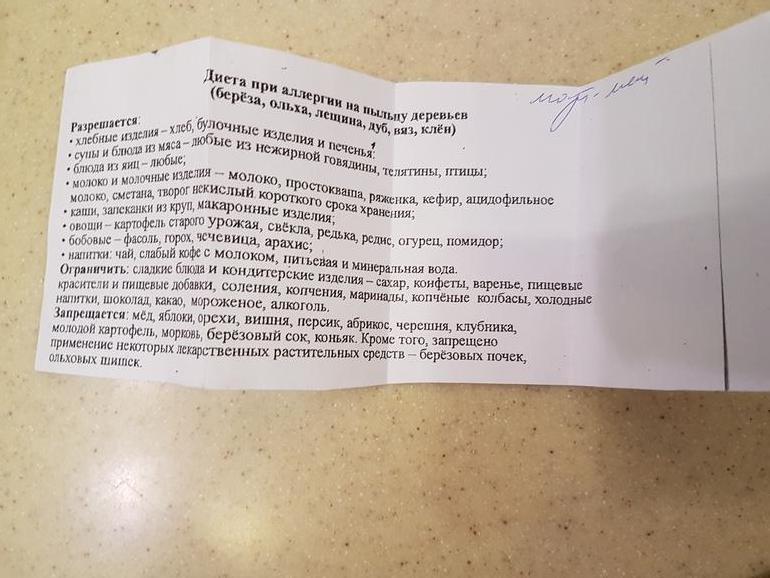 Диета при аллергии на пыльцу деревьев
(берёза, ольха, лещина, дуб, вяз, клён)
Разрешается:
• хлебные изделия – хлеб, булочные изделия и печенья;
• супы и блюда из мяса – любые из нежирной говядины, телятины, птицы;
• блюда из яиц – любые;
• молоко и молочные изделия – молоко, простокваша, ряженка, кефир, ацидофильное
молоко, сметана, творог некислый короткого срока хранения;
• каши, запеканки из круп, макаронные изделия;
• овощи – картофель старого урожая, свёкла, редька, редис, огурец, помидор;
• бобовые – фасоль, горох, чечевица, арахис;
• напитки: чай, слабый кофе с молоком, питьевая и минеральная вода.
Ограничить: сладкие блюда и кондитерские изделия – сахар, конфеты, варенье, пищевые
красители и пищевые добавки, соления, копчения, маринады, копчёные колбасы, холодные
напитки, шоколад, какао, мороженое, алкоголь.
Запрещается: мёд, яблоки, орехи, вишня, персик, абрикос, черешня, клубника,
молодой картофель, морковь, берёзовый сок, коньяк. Кроме того, запрещено
применение некоторых лекарственных растительных средств – берёзовых почек,
ольховых шишек.